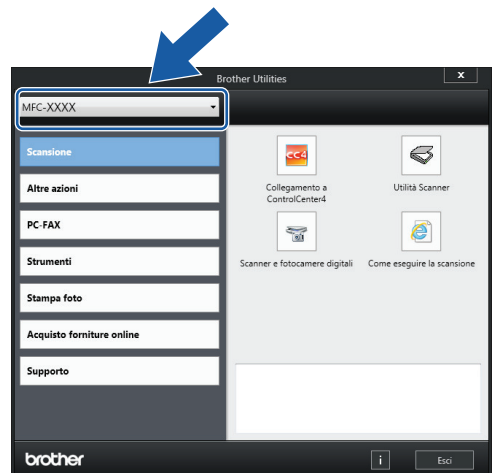 Brother Utilities
x
MFC-XXXX
Scansione
Altre azioni
PC-FAX
Strumenti
Stampa foto
Acquisto forniture online
Supporto
CC4
Collegamento a
ControlCenter4
Utilità Scanner
Scanner e fotocamere digitali
Come eseguire la scansione
brother
i
Esci